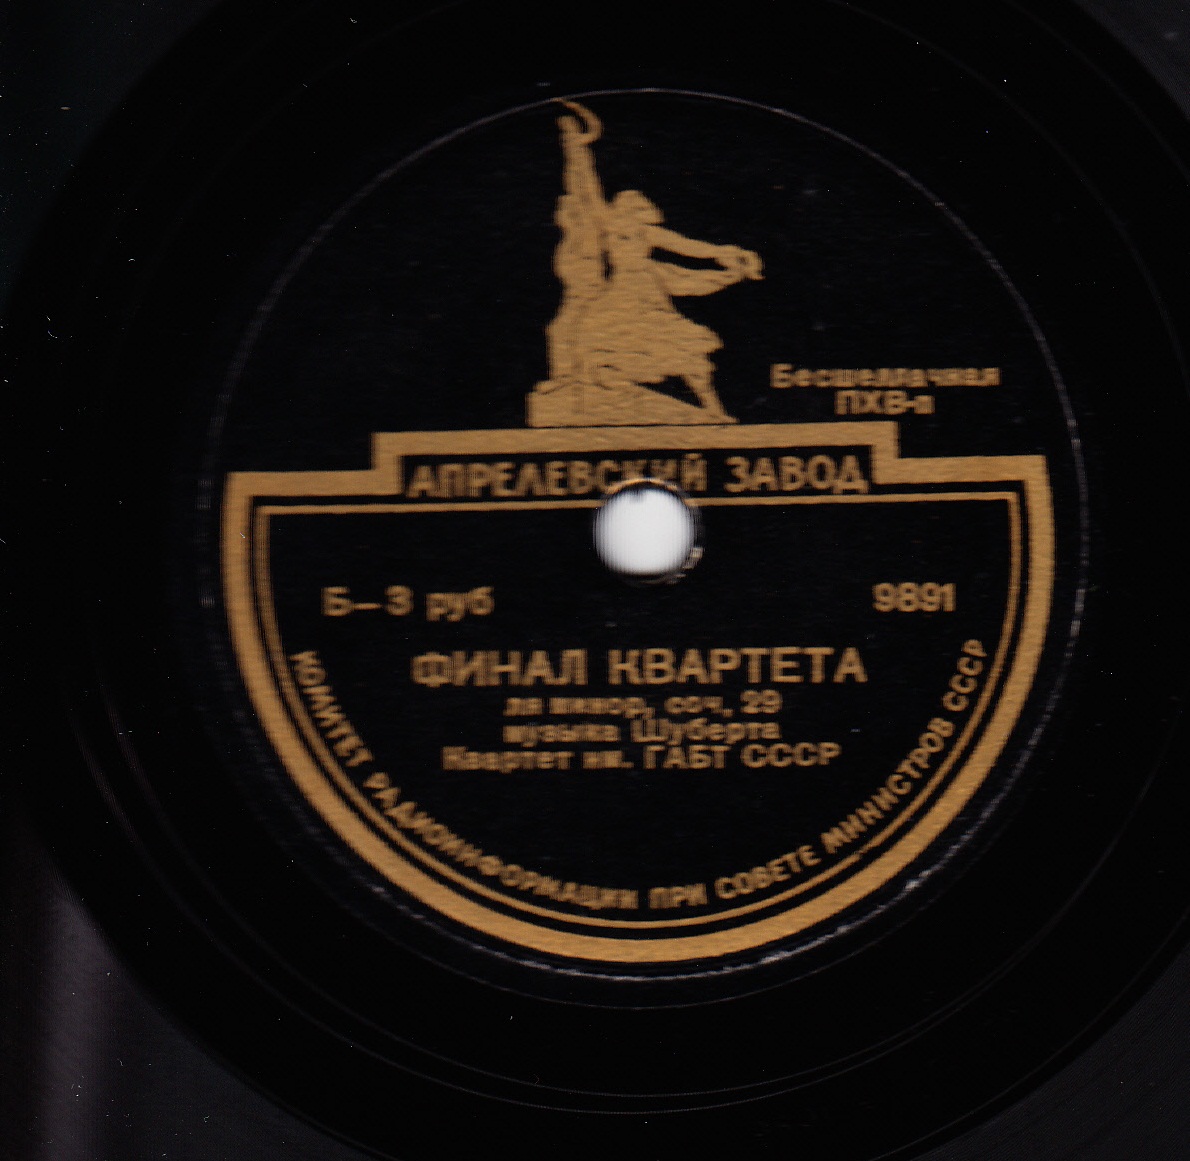 Бесшеллачная
ПХВ-я
АПРЕЛЕВСКИЙ ЗАВОД
Б—3 руб
9891
ФИНАЛ КВАРТЕТА
ля минор, соч. 29
музыка Шуберта
Квартет им. ГАБТ СССР
КОМИТЕТ РАДИОИНФОРМАЦИИ ПРИ СОВЕТЕ МИНИСТРОВ СССР